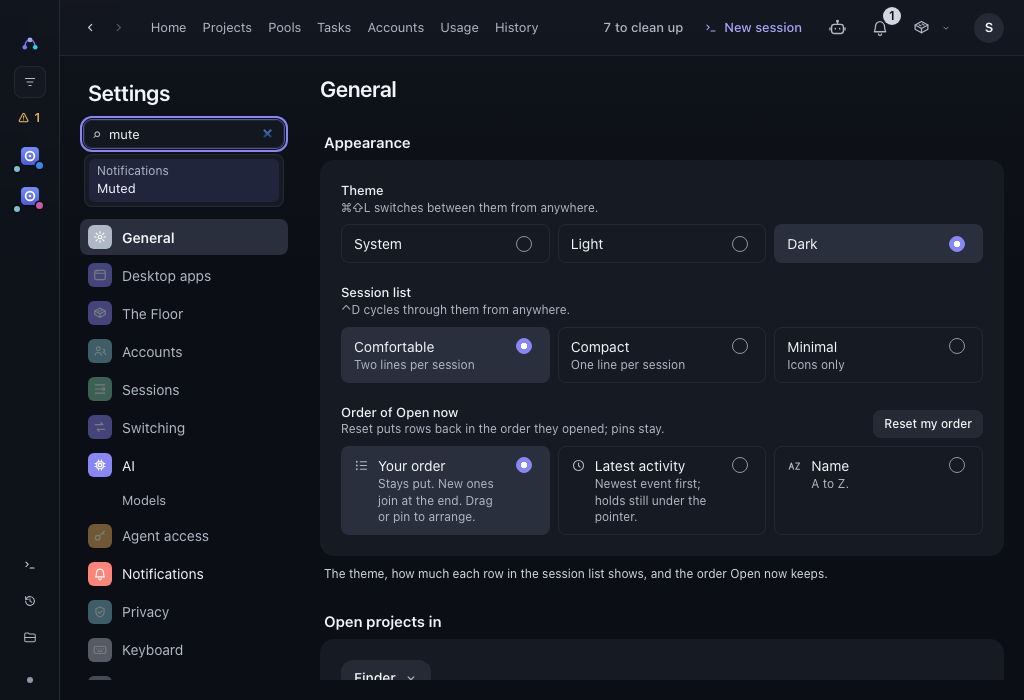 Home Projects Pools Tasks Accounts Usage History 7 to clean up New session 1 S
1
Settings
mute
Notifications
Muted
General
Desktop apps
The Floor
Accounts
Sessions
Switching
AI
Models
Agent access
Notifications
Privacy
Keyboard
General
Appearance
Theme
⌘⇧L switches between them from anywhere.
System Light Dark
Session list
^D cycles through them from anywhere.
Comfortable
Two lines per session
Compact
One line per session
Minimal
Icons only
Order of Open now
Reset puts rows back in the order they opened; pins stay.
Reset my order
Your order
Stays put. New ones
join at the end. Drag
or pin to arrange.
Latest activity
Newest event first;
holds still under the
pointer.
AZ Name
A to Z.
The theme, how much each row in the session list shows, and the order Open now keeps.
Open projects in
Finder